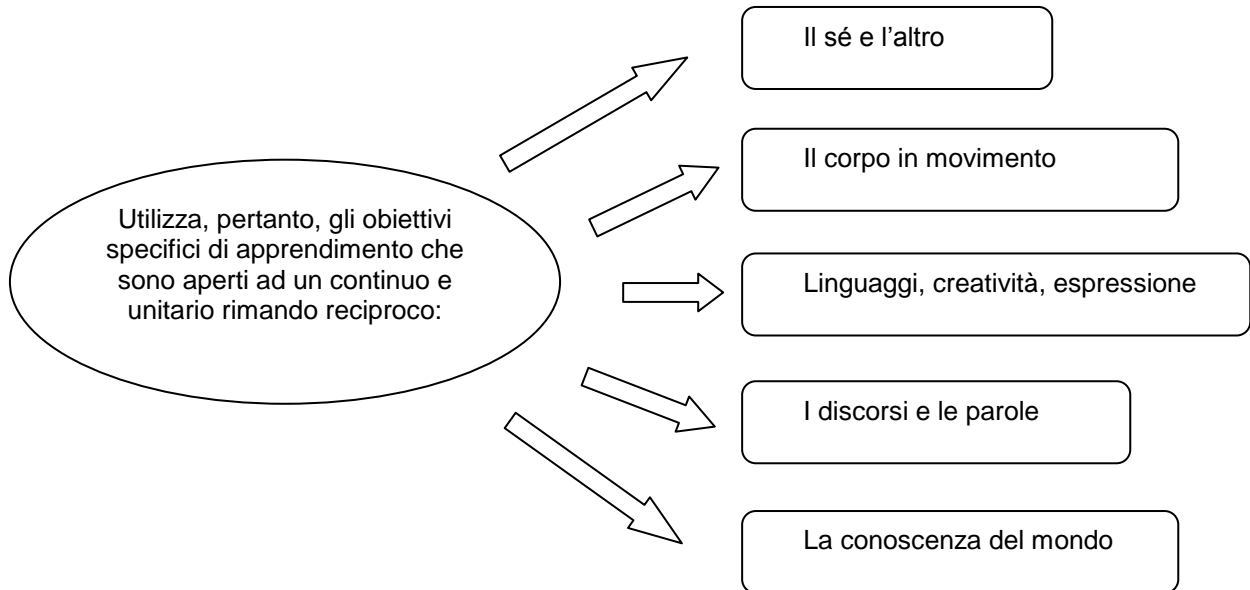 Utilizza, pertanto, gli obiettivi
specifici di apprendimento che
sono aperti ad un continuo e
unitario rimando reciproco:
Il sé e l’altro
Il corpo in movimento
Linguaggi, creatività, espressione
I discorsi e le parole
La conoscenza del mondo